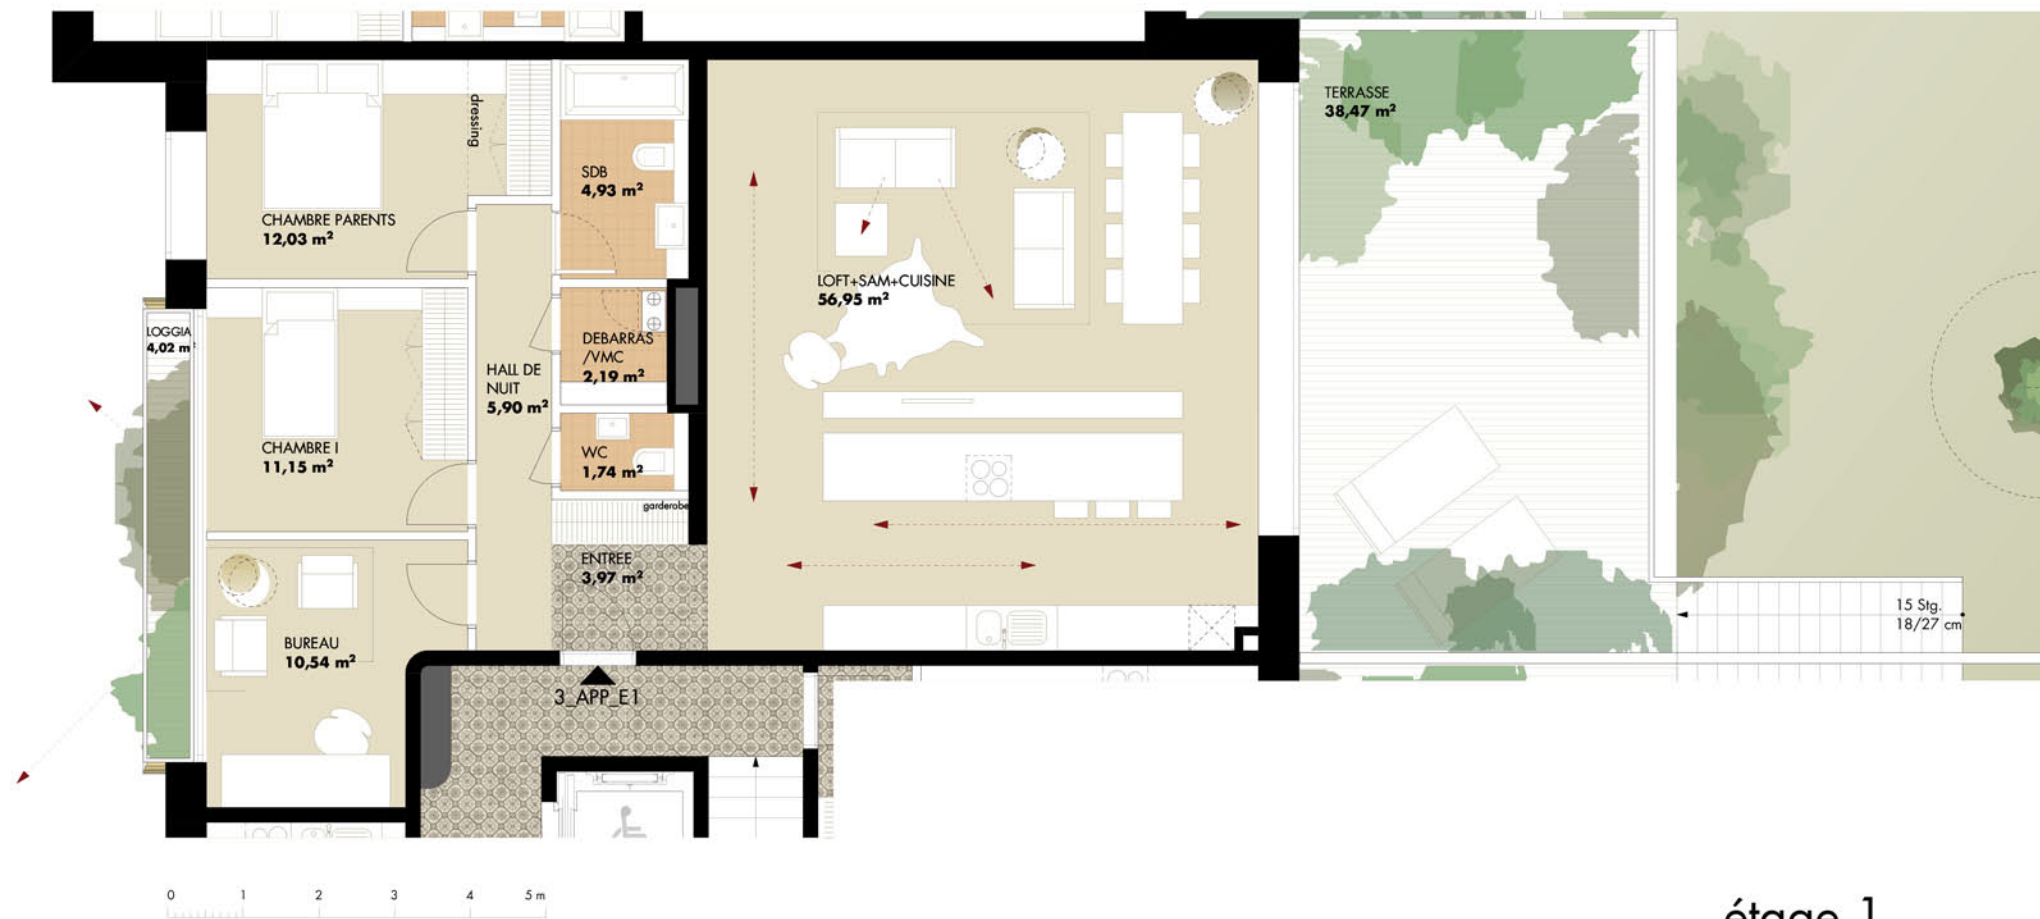 TERRASSE
38,47 m²
dressing
SDB
4,93 m²
CHAMBRE PARENTS
12,03 m²
LOFT+SAM+CUISINE
56,95 m²
LOGGIA
4,02 m²
DEBARRAS
/VMC
2,19 m²
HALL DE
NUIT
5,90 m²
CHAMBRE I
11,15 m²
WC
1,74 m²
garderobe
ENTREE
3,97 m²
BUREAU
10,54 m²
15 Stg.
18/27 cm
3_APP_E1
0 1 2 3 4 5 m
étage 1